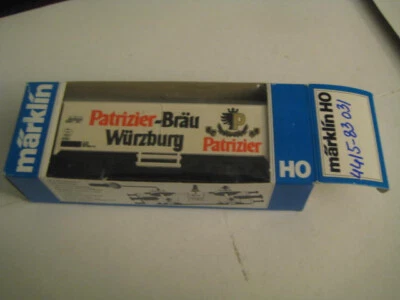 märklin
Patrizier-Bräu
Würzburg
Patrizier
HO
märklin HO
4415-83 031